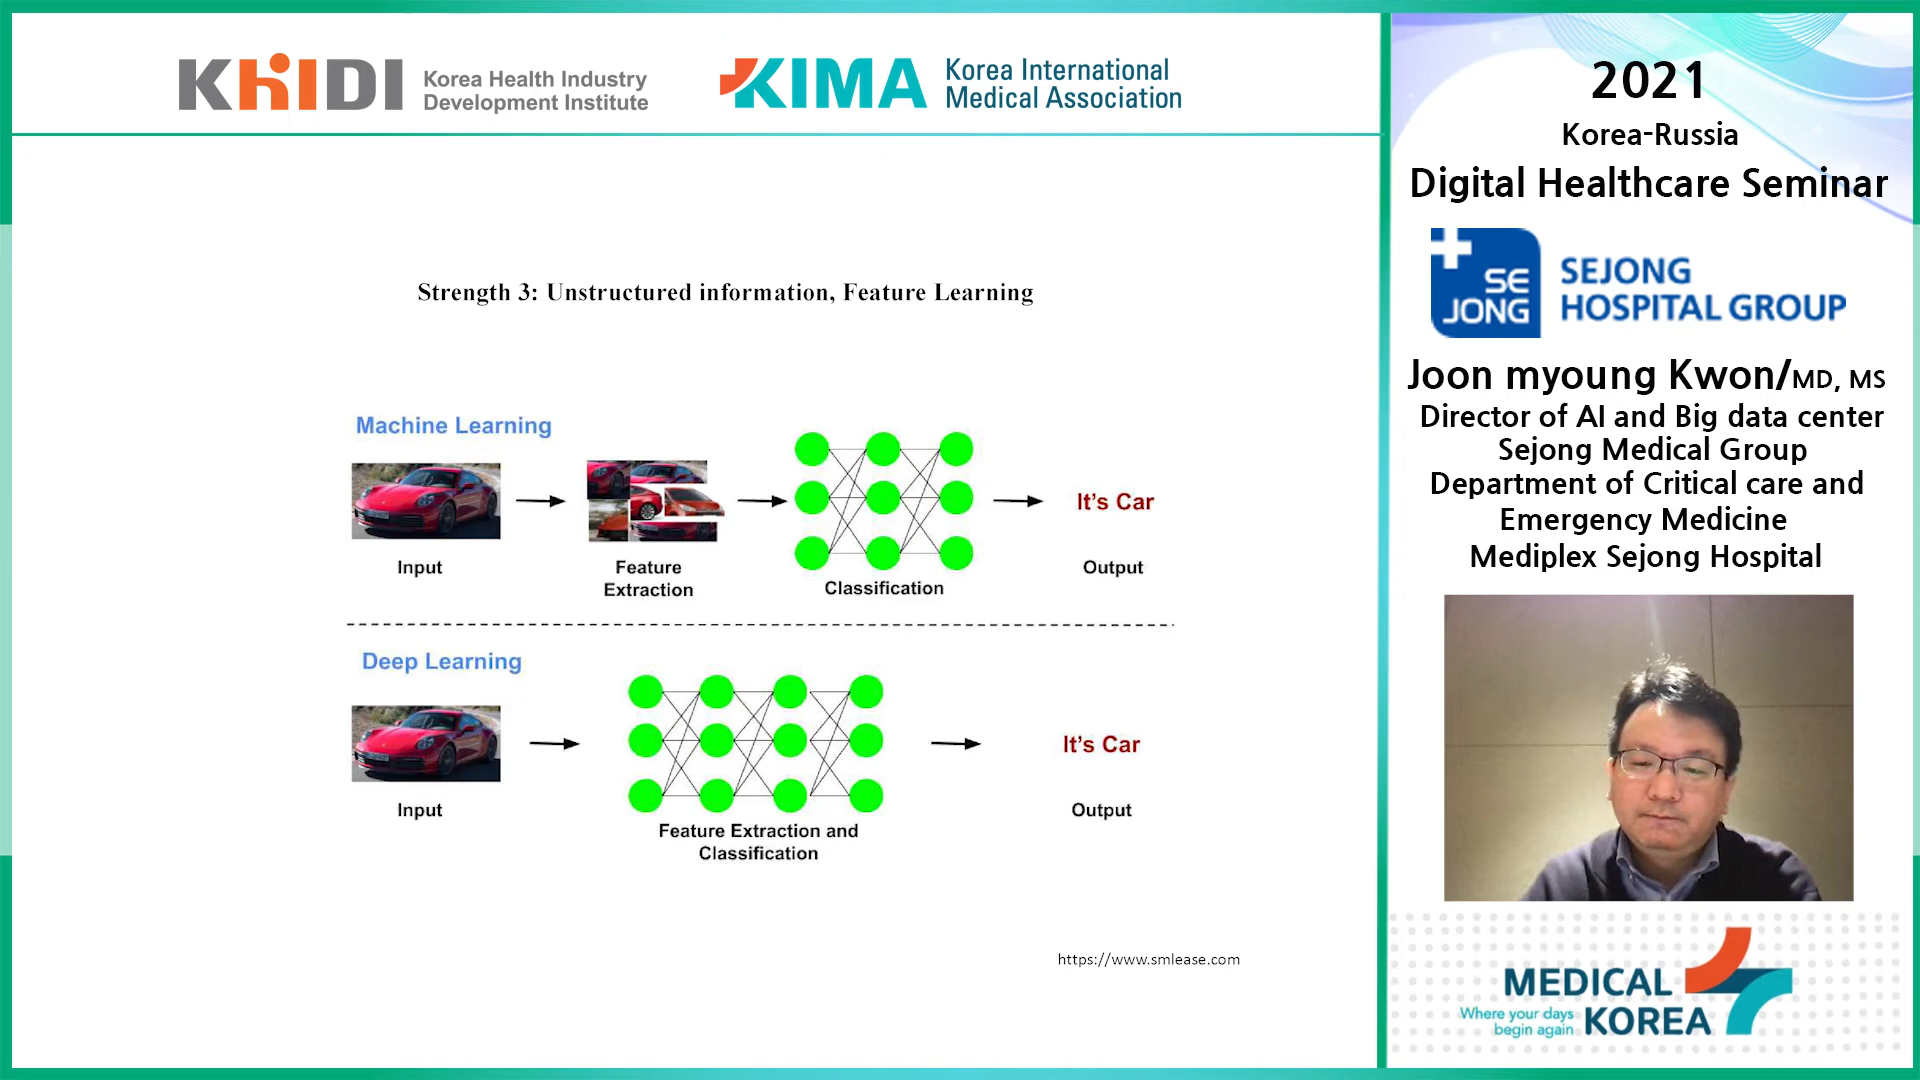 KHIDI Korea Health Industry
Development Institute
KIMA Korea International
Medical Association
Strength 3: Unstructured information, Feature Learning
Machine Learning
Input
Feature
Extraction
Classification
It's Car
Output
Deep Learning
Input
Feature Extraction and
Classification
It's Car
Output
https://www.smlease.com
2021
Korea-Russia
Digital Healthcare Seminar
SE
JONG
SEJONG
HOSPITAL GROUP
Joon myoung Kwon/MD, MS
Director of AI and Big data center
Sejong Medical Group
Department of Critical care and
Emergency Medicine
Mediplex Sejong Hospital
MEDICAL
KOREA
Where your days
begin again